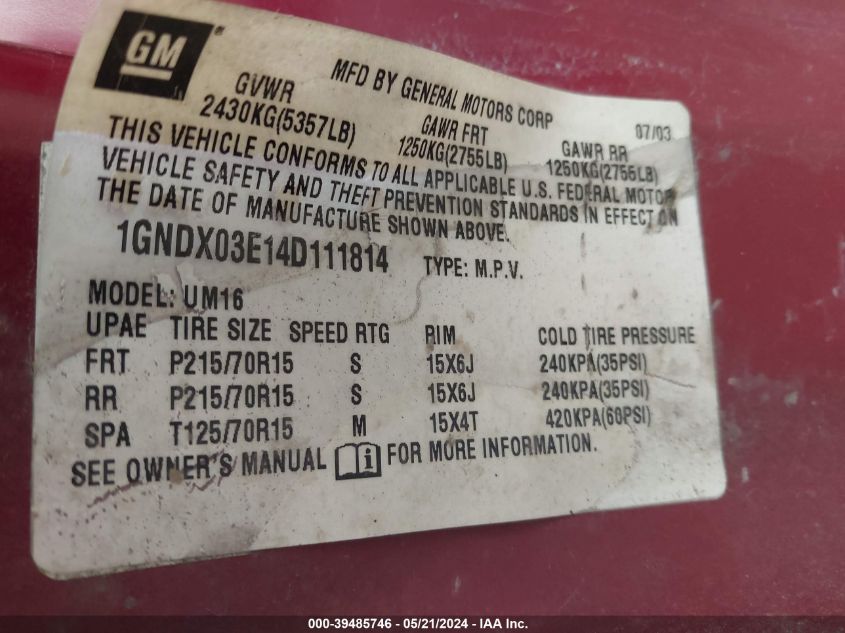 GM
MFD BY GENERAL MOTORS CORP 07/03
GVWR GAWR FRT GAWR RR
2430KG(5357LB) 1250KG(2755LB) 1250KG(2755LB)
THIS VEHICLE CONFORMS TO ALL APPLICABLE U.S. FEDERAL MOTOR
VEHICLE SAFETY AND THEFT PREVENTION STANDARDS IN EFFECT ON
THE DATE OF MANUFACTURE SHOWN ABOVE.
1GNDX03E14D111814 TYPE: M.P.V.
MODEL: UM16
UPAE TIRE SIZE SPEED RTG RIM COLD TIRE PRESSURE
FRT P215/70R15 S 15X6J 240KPA(35PSI)
RR P215/70R15 S 15X6J 240KPA(35PSI)
SPA T125/70R15 M 15X4T 420KPA(60PSI)
SEE OWNER'S MANUAL i FOR MORE INFORMATION.
000-39485746 - 05/21/2024 - IAAI.com